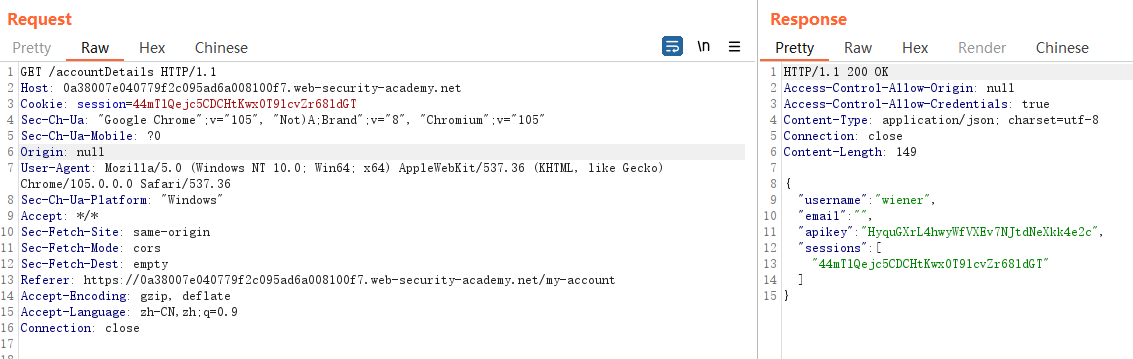 Request
Pretty Raw Hex Chinese
\n
1 GET /accountDetails HTTP/1.1
2 Host: 0a38007e040779f2c095ad6a008100f7.web-security-academy.net
3 Cookie: session=44mTlQejc5CDCHtKwx0T9lcvZr68ldGT
4 Sec-Ch-Ua: "Google Chrome";v="105", "Not)A;Brand";v="8", "Chromium";v="105"
5 Sec-Ch-Ua-Mobile: ?0
6 Origin: null
7 User-Agent: Mozilla/5.0 (Windows NT 10.0; Win64; x64) AppleWebKit/537.36 (KHTML, like Gecko)
Chrome/105.0.0.0 Safari/537.36
8 Sec-Ch-Ua-Platform: "Windows"
9 Accept: */*
10 Sec-Fetch-Site: same-origin
11 Sec-Fetch-Mode: cors
12 Sec-Fetch-Dest: empty
13 Referer: https://0a38007e040779f2c095ad6a008100f7.web-security-academy.net/my-account
14 Accept-Encoding: gzip, deflate
15 Accept-Language: zh-CN,zh;q=0.9
16 Connection: close
17
18
Response
Pretty Raw Hex Render Chinese
1 HTTP/1.1 200 OK
2 Access-Control-Allow-Origin: null
3 Access-Control-Allow-Credentials: true
4 Content-Type: application/json; charset=utf-8
5 Connection: close
6 Content-Length: 149
7
8 {
9 "username":"wiener",
10 "email":"",
11 "apikey":"HyquGXrL4hwyWfVXEv7NJtdNeXkk4e2c",
12 "sessions":[
13 "44mTlQejc5CDCHtKwx0T9lcvZr68ldGT"
14 ]
15 }